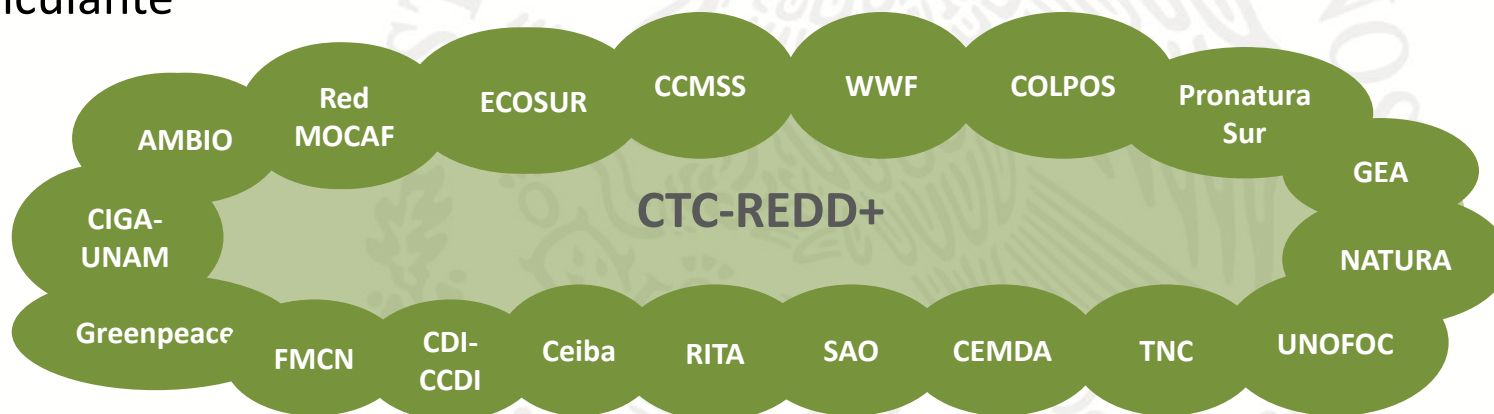 CCMSS
WWF
COLPOS
ECOSUR
Red
MOCAF
Pronatura
Sur
AMBIO
GEA
CTC-REDD+
CIGA-
UNAM
NATURA
Greenpeace
FMCN
CDI-
CCDI
Ceiba
RITA
SAO
CEMDA
TNC
UNOFOC